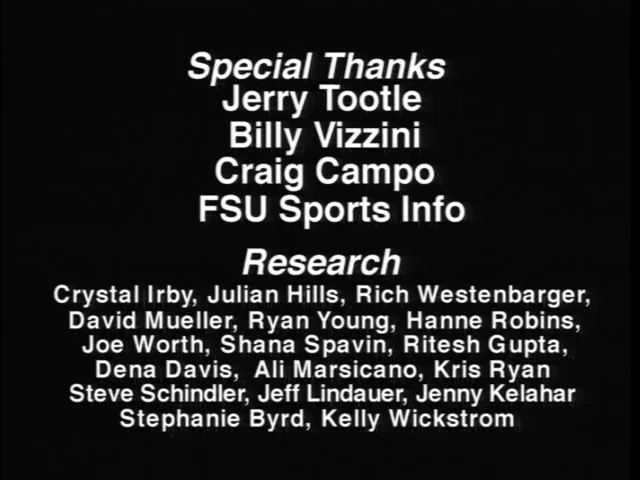 Special Thanks
Jerry Tootle
Billy Vizzini
Craig Campo
FSU Sports Info
Research
Crystal Irby, Julian Hills, Rich Westenbarger,
David Mueller, Ryan Young, Hanne Robins,
Joe Worth, Shana Spavin, Ritesh Gupta,
Dena Davis, Ali Marsicano, Kris Ryan
Steve Schindler, Jeff Lindauer, Jenny Kelahar
Stephanie Byrd, Kelly Wickstrom